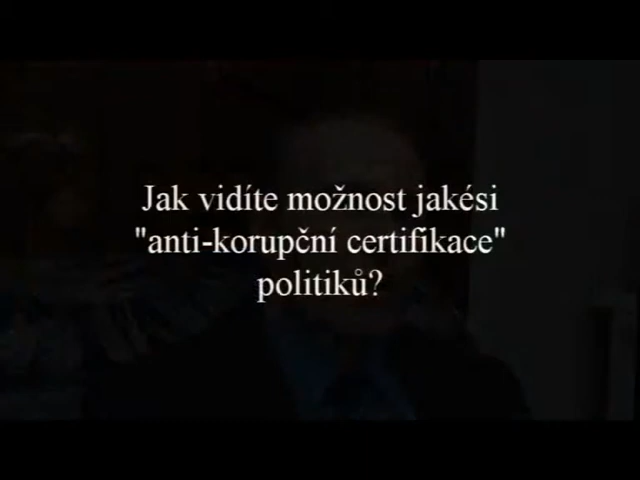 Jak vidíte možnost jakési
"anti-korupční certifikace"
politiků?